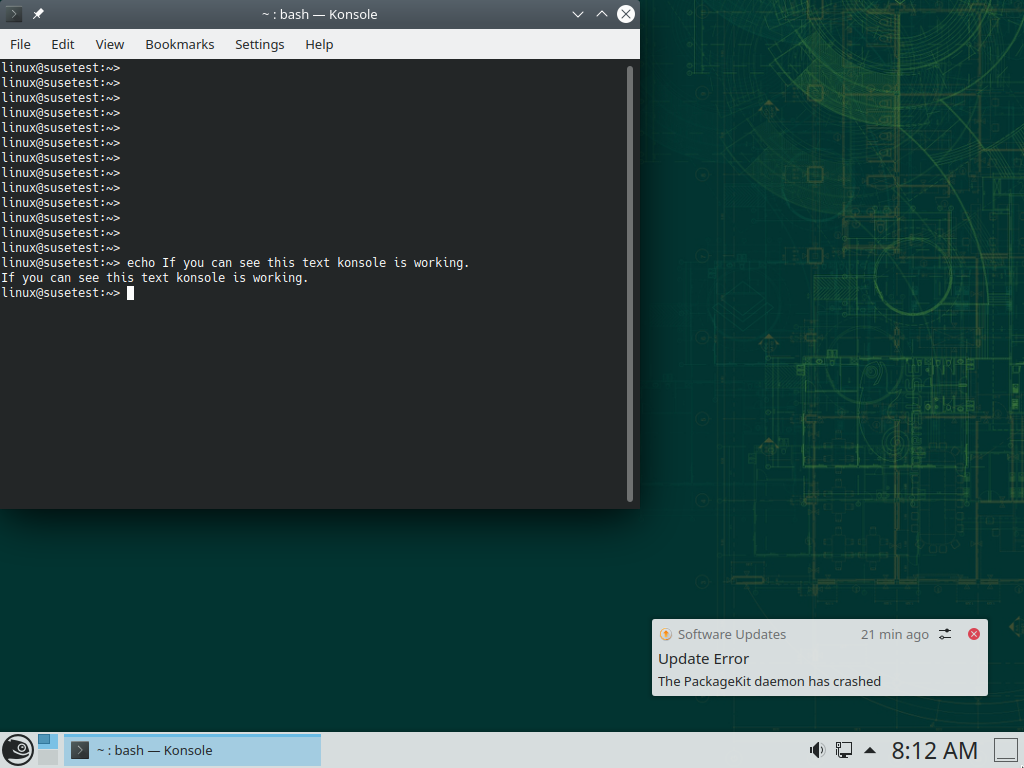 ~ : bash — Konsole
File Edit View Bookmarks Settings Help
linux@susetest:~>
linux@susetest:~>
linux@susetest:~>
linux@susetest:~>
linux@susetest:~>
linux@susetest:~>
linux@susetest:~>
linux@susetest:~>
linux@susetest:~>
linux@susetest:~>
linux@susetest:~>
linux@susetest:~>
linux@susetest:~>
linux@susetest:~> echo If you can see this text konsole is working.
If you can see this text konsole is working.
linux@susetest:~>
Software Updates 21 min ago
Update Error
The PackageKit daemon has crashed
~ : bash — Konsole 8:12 AM